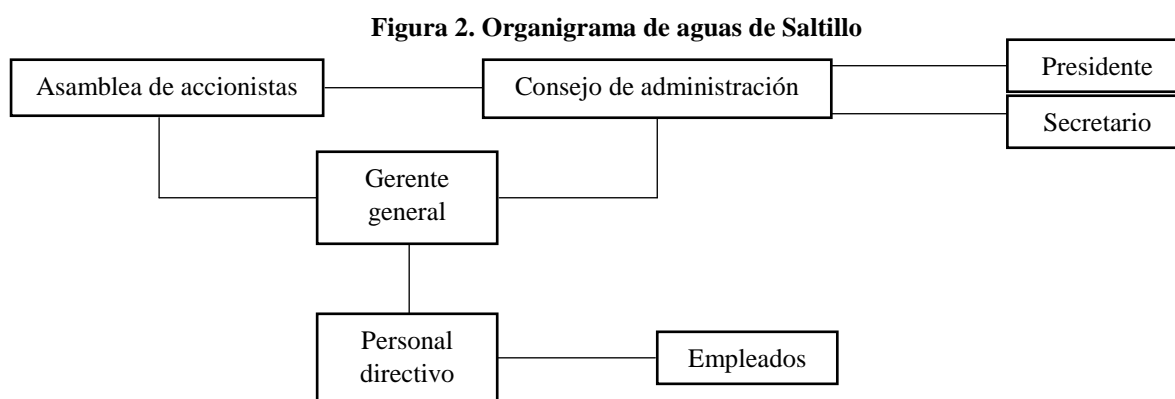 Figura 2. Organigrama de aguas de Saltillo
Asamblea de accionistas
Consejo de administración
Presidente
Secretario
Gerente
general
Personal
directivo
Empleados